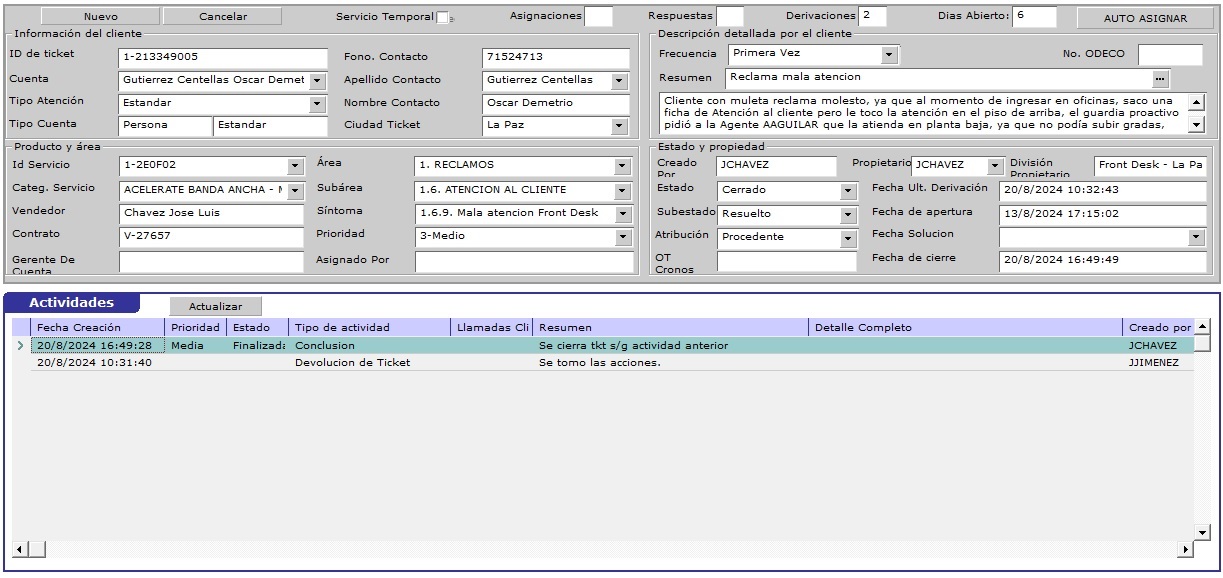 Nuevo Cancelar Servicio Temporal Asignaciones Respuestas Derivaciones 2 Dias Abierto: 6 AUTO ASIGNAR
Información del cliente
ID de ticket 1-213349005 Fono. Contacto 71524713
Cuenta Gutierrez Centellas Oscar Demet Apellido Contacto Gutierrez Centellas
Tipo Atención Estandar Nombre Contacto Oscar Demetrio
Tipo Cuenta Persona Estandar Ciudad Ticket La Paz
Descripción detallada por el cliente
Frecuencia Primera Vez No. ODECO
Resumen Reclama mala atencion
Cliente con muleta reclama molesto, ya que al momento de ingresar en oficinas, saco una
ficha de Atención al cliente pero le toco la atención en el piso de arriba, el guardia proactivo
pidió a la Agente AAGUILAR que la atienda en planta baja, ya que no podía subir gradas,
Producto y área
Id Servicio 1-2E0F02 Área 1. RECLAMOS
Categ. Servicio ACELERATE BANDA ANCHA - M Subárea 1.6. ATENCION AL CLIENTE
Vendedor Chavez Jose Luis Síntoma 1.6.9. Mala atencion Front Desk
Contrato V-27657 Prioridad 3-Medio
Gerente De Cuenta Asignado Por
Estado y propiedad
Creado Por JCHAVEZ Propietario JCHAVEZ División Propietario Front Desk - La Pa
Estado Cerrado Fecha Ult. Derivación 20/8/2024 10:32:43
Subestado Resuelto Fecha de apertura 13/8/2024 17:15:02
Atribución Procedente Fecha Solucion
OT Cronos Fecha de cierre 20/8/2024 16:49:49
Actividades Actualizar
Fecha Creación Prioridad Estado Tipo de actividad Llamadas Cli Resumen Detalle Completo Creado por
20/8/2024 16:49:28 Media Finalizada Conclusion Se cierra tkt s/g actividad anterior JCHAVEZ
20/8/2024 10:31:40 Devolucion de Ticket Se tomo las acciones. JJIMENEZ